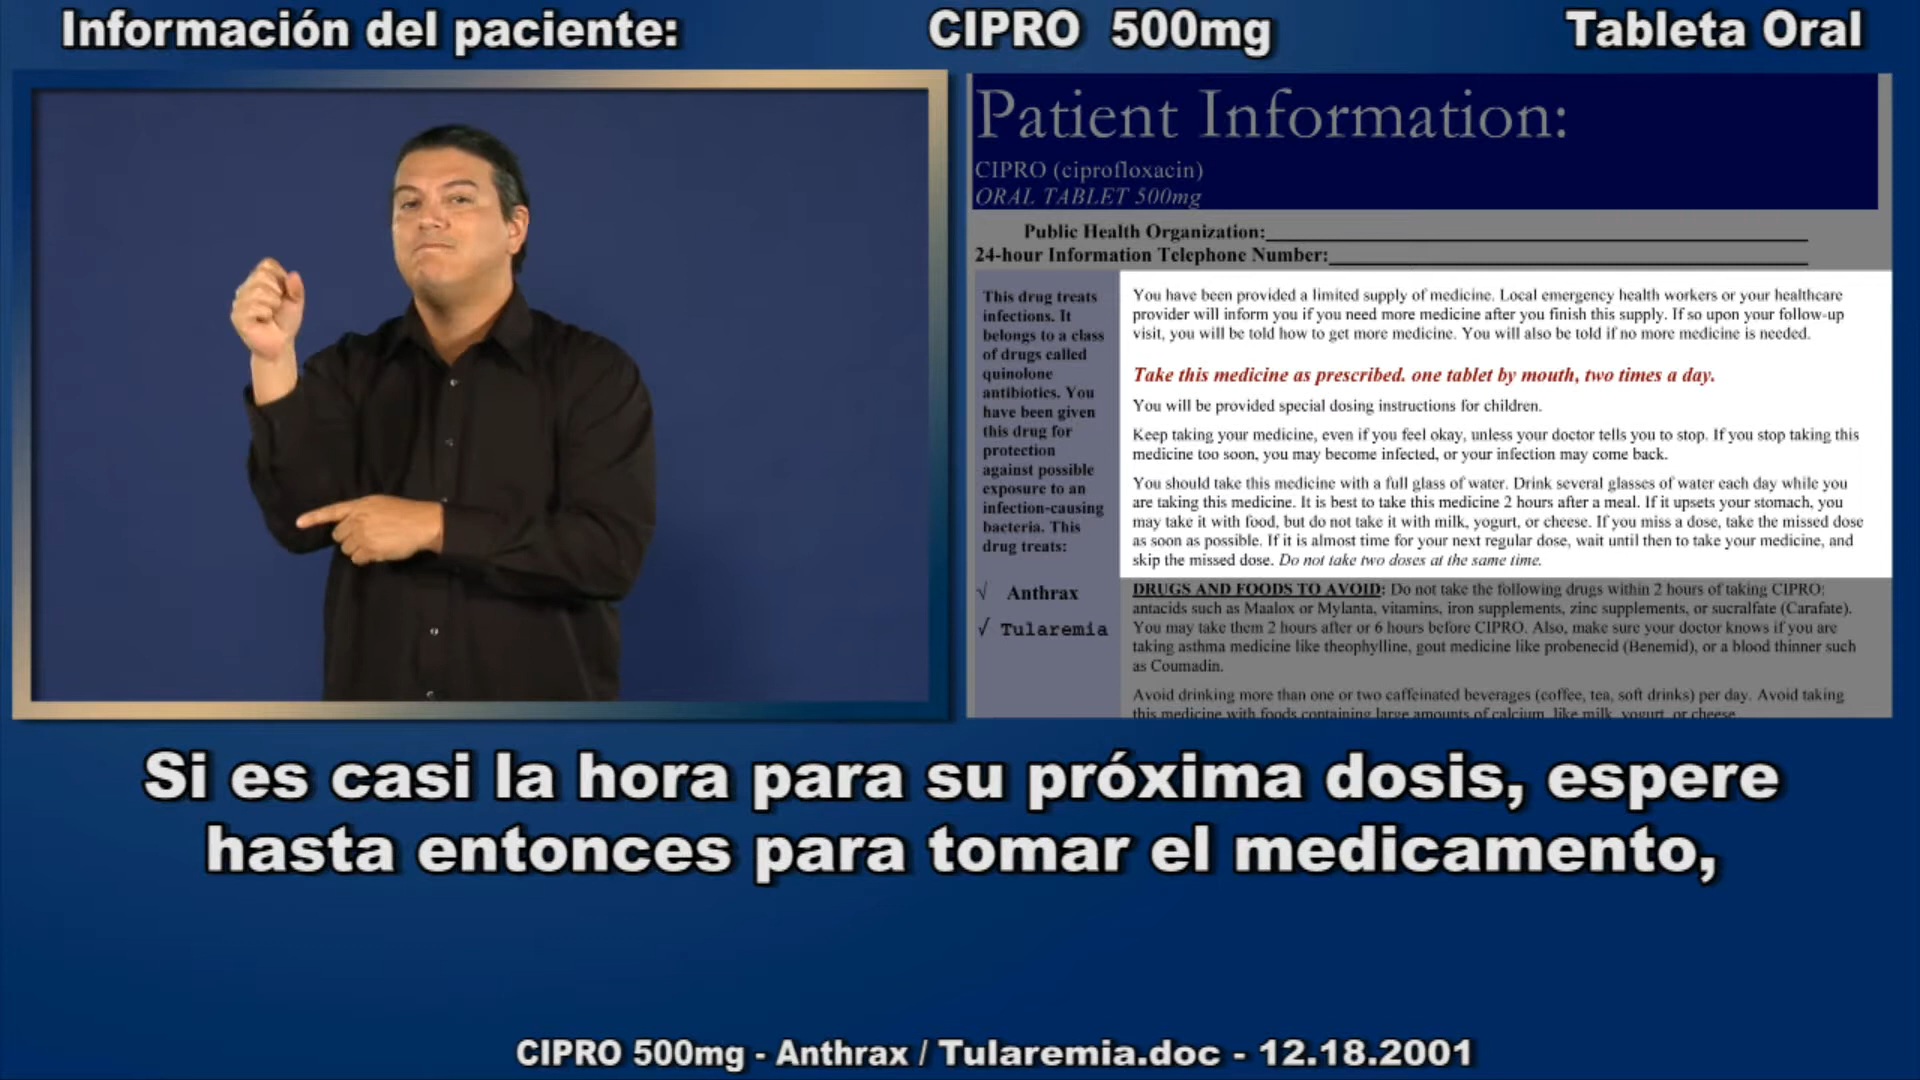 Información del paciente: CIPRO 500mg Tableta Oral
Patient Information:
CIPRO (ciprofloxacin)
ORAL TABLET 500mg
Public Health Organization:
24-hour Information Telephone Number:
This drug treats
infections. It
belongs to a class
of drugs called
quinolone
antibiotics. You
have been given
this drug for
protection
against possible
exposure to an
infection-causing
bacteria. This
drug treats:
√ Anthrax
√ Tularemia
You have been provided a limited supply of medicine. Local emergency health workers or your healthcare
provider will inform you if you need more medicine after you finish this supply. If so upon your follow-up
visit, you will be told how to get more medicine. You will also be told if no more medicine is needed.
Take this medicine as prescribed. one tablet by mouth, two times a day.
You will be provided special dosing instructions for children.
Keep taking your medicine, even if you feel okay, unless your doctor tells you to stop. If you stop taking this
medicine too soon, you may become infected, or your infection may come back.
You should take this medicine with a full glass of water. Drink several glasses of water each day while you
are taking this medicine. It is best to take this medicine 2 hours after a meal. If it upsets your stomach, you
may take it with food, but do not take it with milk, yogurt, or cheese. If you miss a dose, take the missed dose
as soon as possible. If it is almost time for your next regular dose, wait until then to take your medicine, and
skip the missed dose. Do not take two doses at the same time.
DRUGS AND FOODS TO AVOID: Do not take the following drugs within 2 hours of taking CIPRO:
antacids such as Maalox or Mylanta, vitamins, iron supplements, zinc supplements, or sucralfate (Carafate).
You may take them 2 hours after or 6 hours before CIPRO. Also, make sure your doctor knows if you are
taking asthma medicine like theophylline, gout medicine like probenecid (Benemid), or a blood thinner such
as Coumadin.
Avoid drinking more than one or two caffeinated beverages (coffee, tea, soft drinks) per day. Avoid taking
this medicine with foods containing large amounts of calcium, like milk, yogurt, or cheese.
Si es casi la hora para su próxima dosis, espere
hasta entonces para tomar el medicamento,
CIPRO 500mg - Anthrax / Tularemia.doc - 12.18.2001